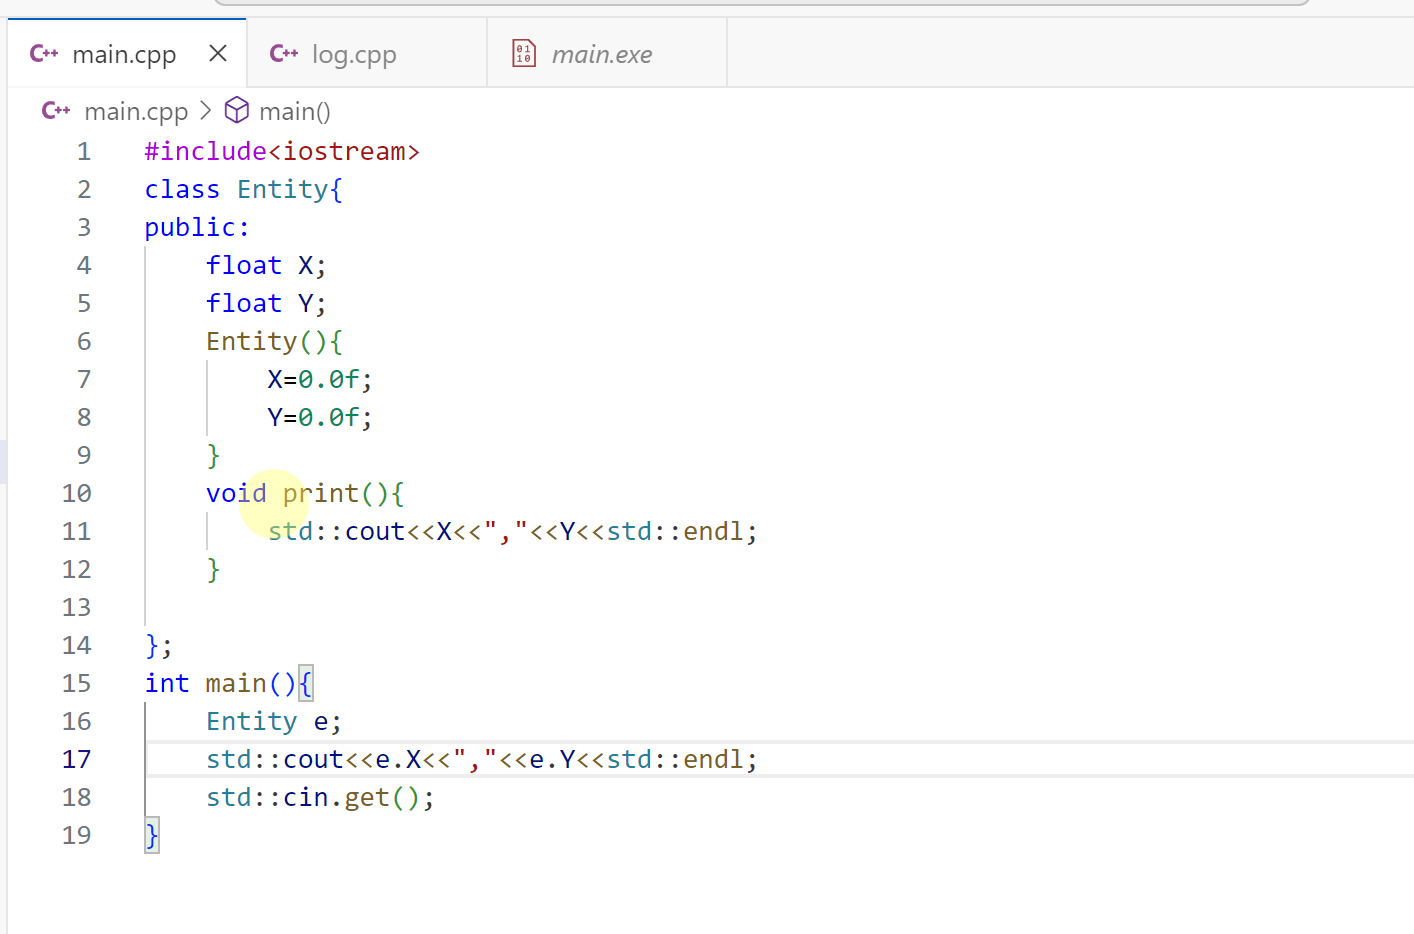 C++ main.cpp × C++ log.cpp main.exe
C++ main.cpp > main()
1 #include<iostream>
2 class Entity{
3 public:
4 float X;
5 float Y;
6 Entity(){
7 X=0.0f;
8 Y=0.0f;
9 }
10 void print(){
11 std::cout<<X<<","<<Y<<std::endl;
12 }
13
14 };
15 int main(){
16 Entity e;
17 std::cout<<e.X<<","<<e.Y<<std::endl;
18 std::cin.get();
19 }